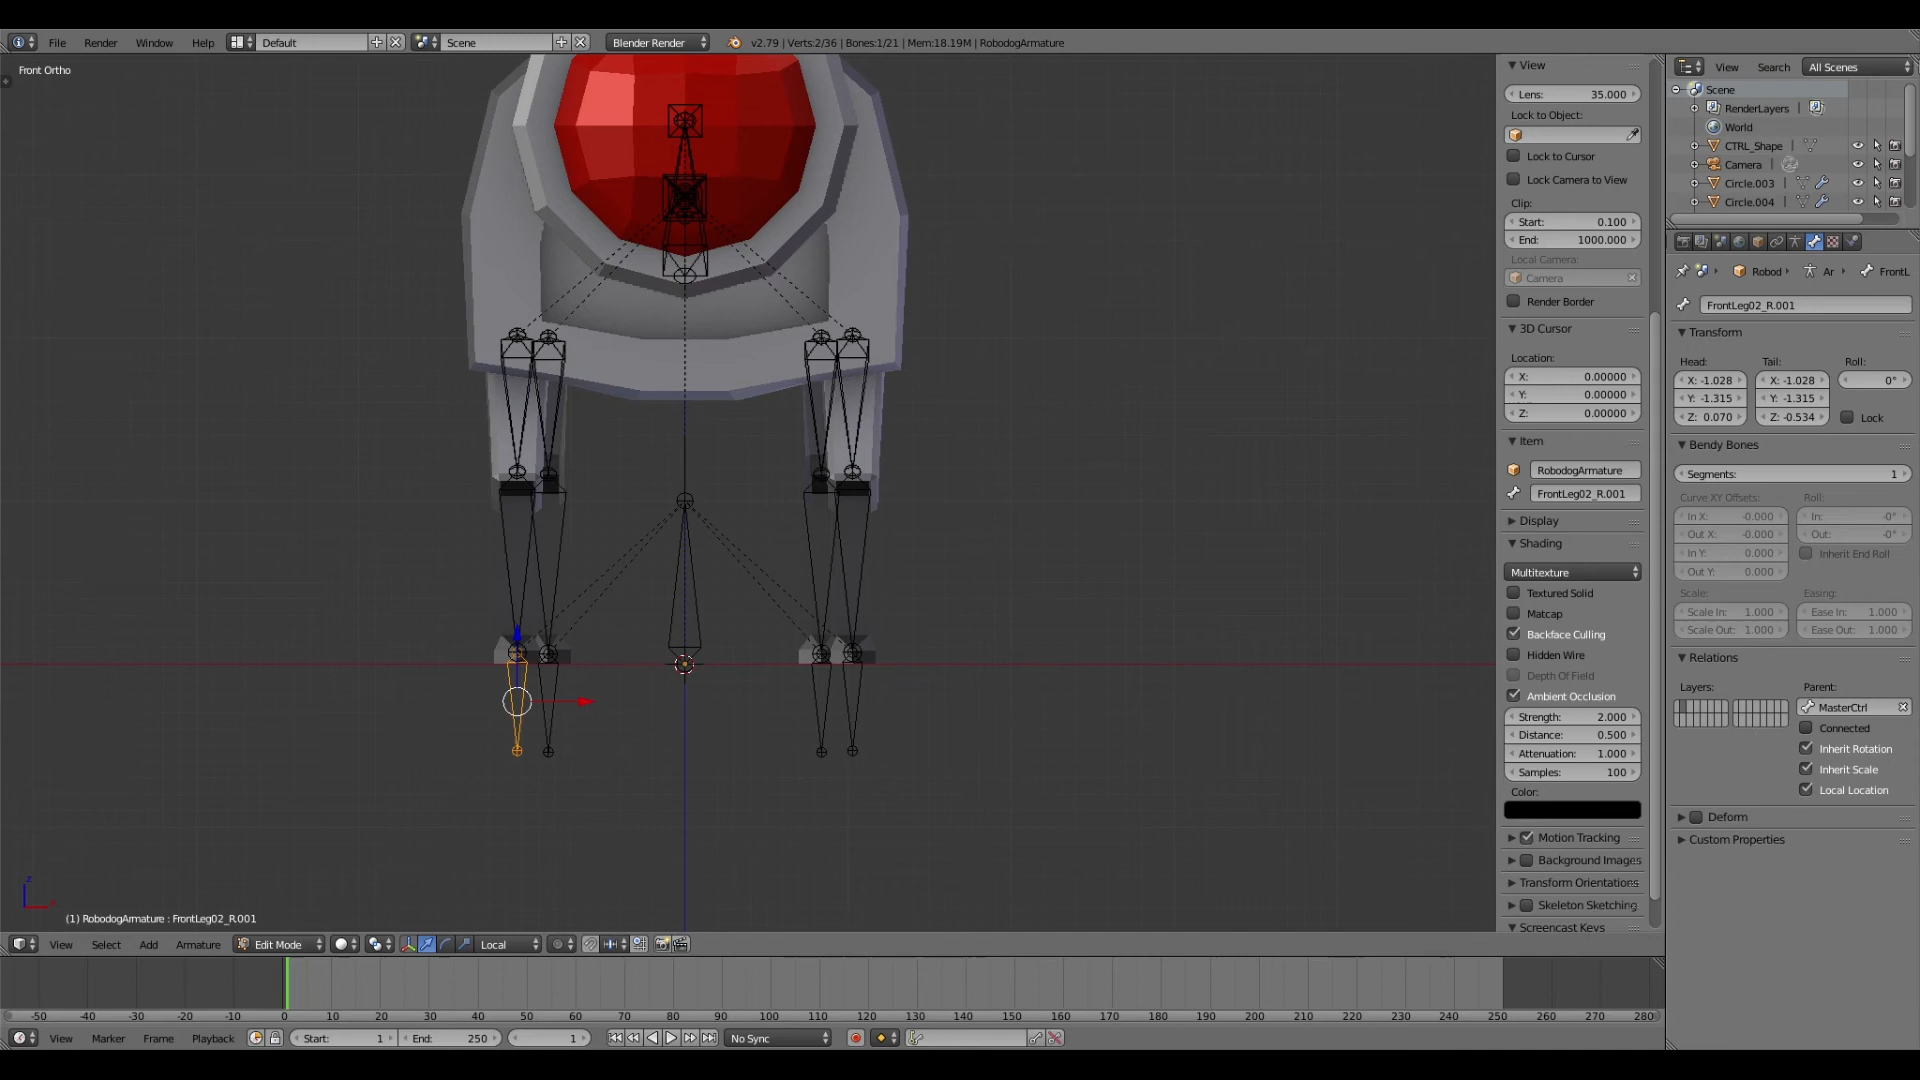 File Render Window Help Default Scene Blender Render v2.79 | Verts:2/36 | Bones:1/21 | Mem:18.19M | RobodogArmature
Front Ortho
(1) RobodogArmature : FrontLeg02_R.001
View Select Add Armature Edit Mode Local
View
Lens: 35.000
Lock to Object:
Lock to Cursor
Lock Camera to View
Clip:
Start: 0.100
End: 1000.000
Local Camera:
Camera
Render Border
3D Cursor
Location:
X: 0.00000
Y: 0.00000
Z: 0.00000
Item
RobodogArmature
FrontLeg02_R.001
Display
Shading
Multitexture
Textured Solid
Matcap
Backface Culling
Hidden Wire
Depth Of Field
Ambient Occlusion
Strength: 2.000
Distance: 0.500
Attenuation: 1.000
Samples: 100
Color:
Motion Tracking
Background Images
Transform Orientations
Skeleton Sketching
Screencast Keys
View Search All Scenes
Scene
RenderLayers
World
CTRL_Shape
Camera
Circle.003
Circle.004
Robod Ar FrontL
FrontLeg02_R.001
Transform
Head: Tail: Roll:
X: -1.028 X: -1.028 0°
Y: -1.315 Y: -1.315
Z: 0.070 Z: -0.534 Lock
Bendy Bones
Segments: 1
Curve XY Offsets: Roll:
In X: -0.000 In: -0°
Out X: -0.000 Out: -0°
In Y: 0.000 Inherit End Roll
Out Y: 0.000
Scale: Easing:
Scale In: 1.000 Ease In: 1.000
Scale Out: 1.000 Ease Out: 1.000
Relations
Layers: Parent:
MasterCtrl
Connected
Inherit Rotation
Inherit Scale
Local Location
Deform
Custom Properties
-50 -40 -30 -20 -10 0 10 20 30 40 50 60 70 80 90 100 110 120 130 140 150 160 170 180 190 200 210 220 230 240 250 260 270 280
View Marker Frame Playback Start: 1 End: 250 1 No Sync
z